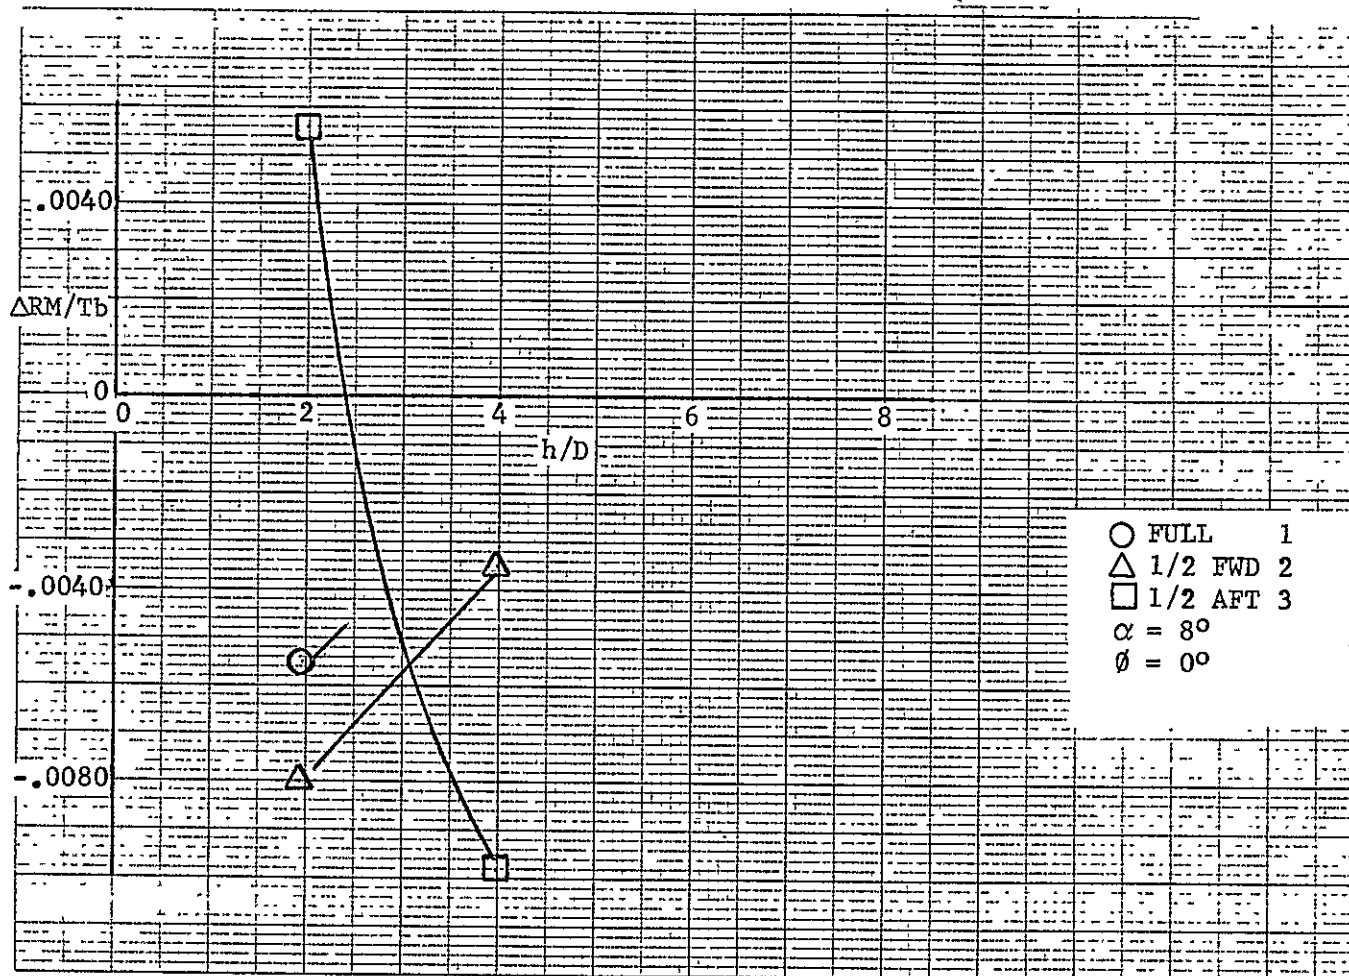 .0040
ΔRM/Tb
0
0 2 4 6 8
h/D
-.0040
-.0080
○ FULL 1
△ 1/2 FWD 2
□ 1/2 AFT 3
α = 8°
Ø = 0°